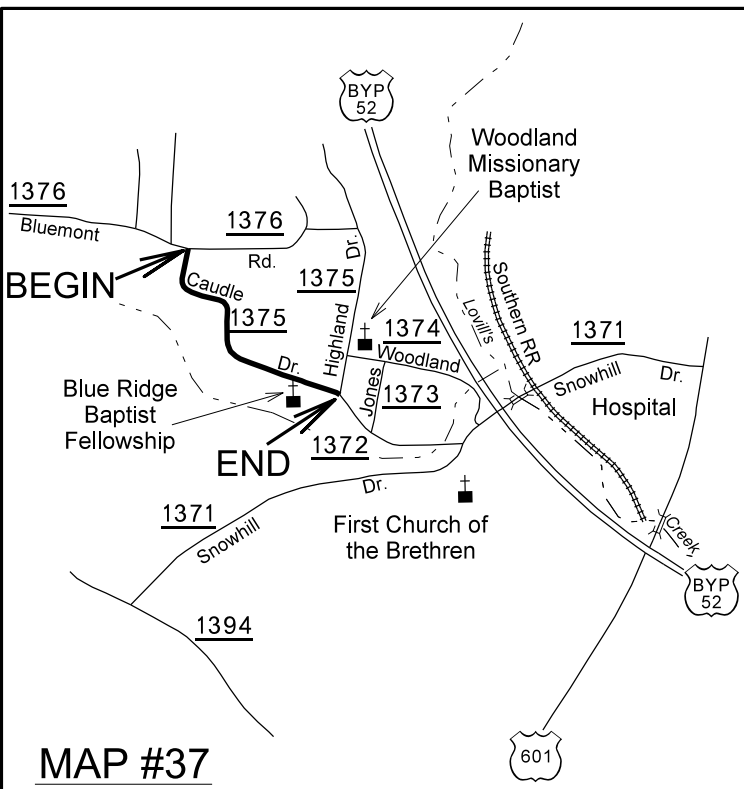 BYP
52
Woodland
Missionary
Baptist
1376
Bluemont
1376
Rd.
Dr.
BEGIN
Caudle
1375
1375
Highland
Southern RR
Lovill's
1374
Woodland
1371
Snowhill
Dr.
Hospital
Dr.
Jones
1373
Blue Ridge
Baptist
Fellowship
END
1372
Dr.
1371
Snowhill
First Church of
the Brethren
Creek
BYP
52
1394
601
MAP #37